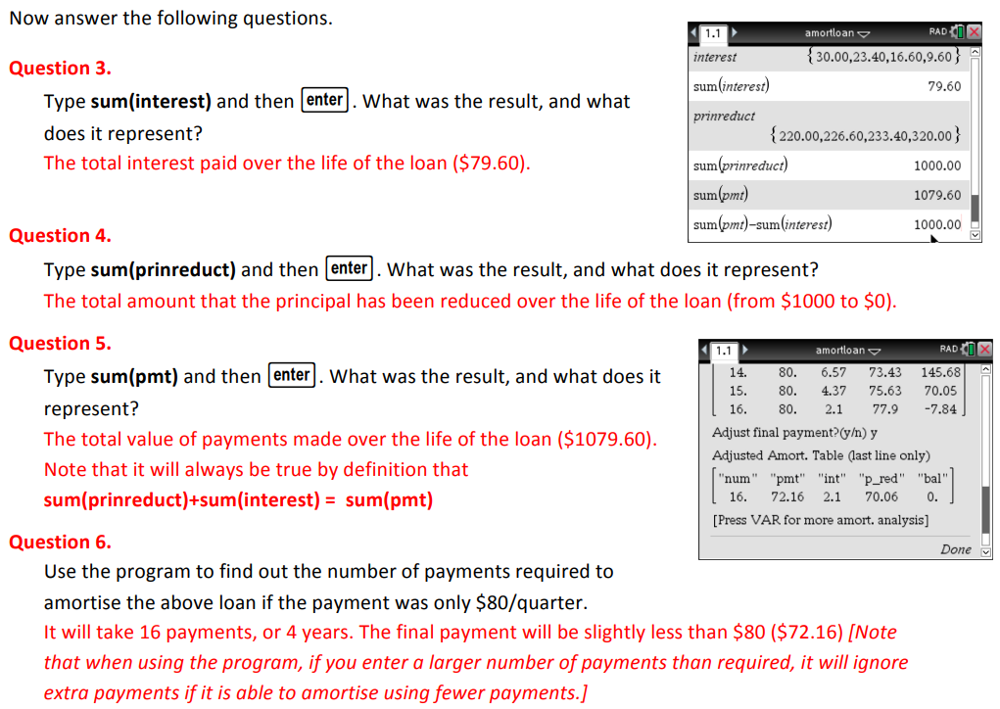 Now answer the following questions.
1.1 amortloan RAD
interest {30.00,23.40,16.60,9.60}
sum(interest) 79.60
prinreduct
{220.00,226.60,233.40,320.00}
sum(prinreduct) 1000.00
sum(pmt) 1079.60
sum(pmt)−sum(interest) 1000.00
Question 3.
Type sum(interest) and then enter . What was the result, and what
does it represent?
The total interest paid over the life of the loan ($79.60).
Question 4.
Type sum(prinreduct) and then enter . What was the result, and what does it represent?
The total amount that the principal has been reduced over the life of the loan (from $1000 to $0).
Question 5.
Type sum(pmt) and then enter . What was the result, and what does it
represent?
The total value of payments made over the life of the loan ($1079.60).
Note that it will always be true by definition that
sum(prinreduct)+sum(interest) = sum(pmt)
1.1 amortloan RAD
14. 80. 6.57 73.43 145.68
15. 80. 4.37 75.63 70.05
16. 80. 2.1 77.9 -7.84
Adjust final payment?(y/n) y
Adjusted Amort. Table (last line only)
"num" "pmt" "int" "p_red" "bal"
16. 72.16 2.1 70.06 0.
[Press VAR for more amort. analysis]
Done
Question 6.
Use the program to find out the number of payments required to
amortise the above loan if the payment was only $80/quarter.
It will take 16 payments, or 4 years. The final payment will be slightly less than $80 ($72.16) [Note
that when using the program, if you enter a larger number of payments than required, it will ignore
extra payments if it is able to amortise using fewer payments.]